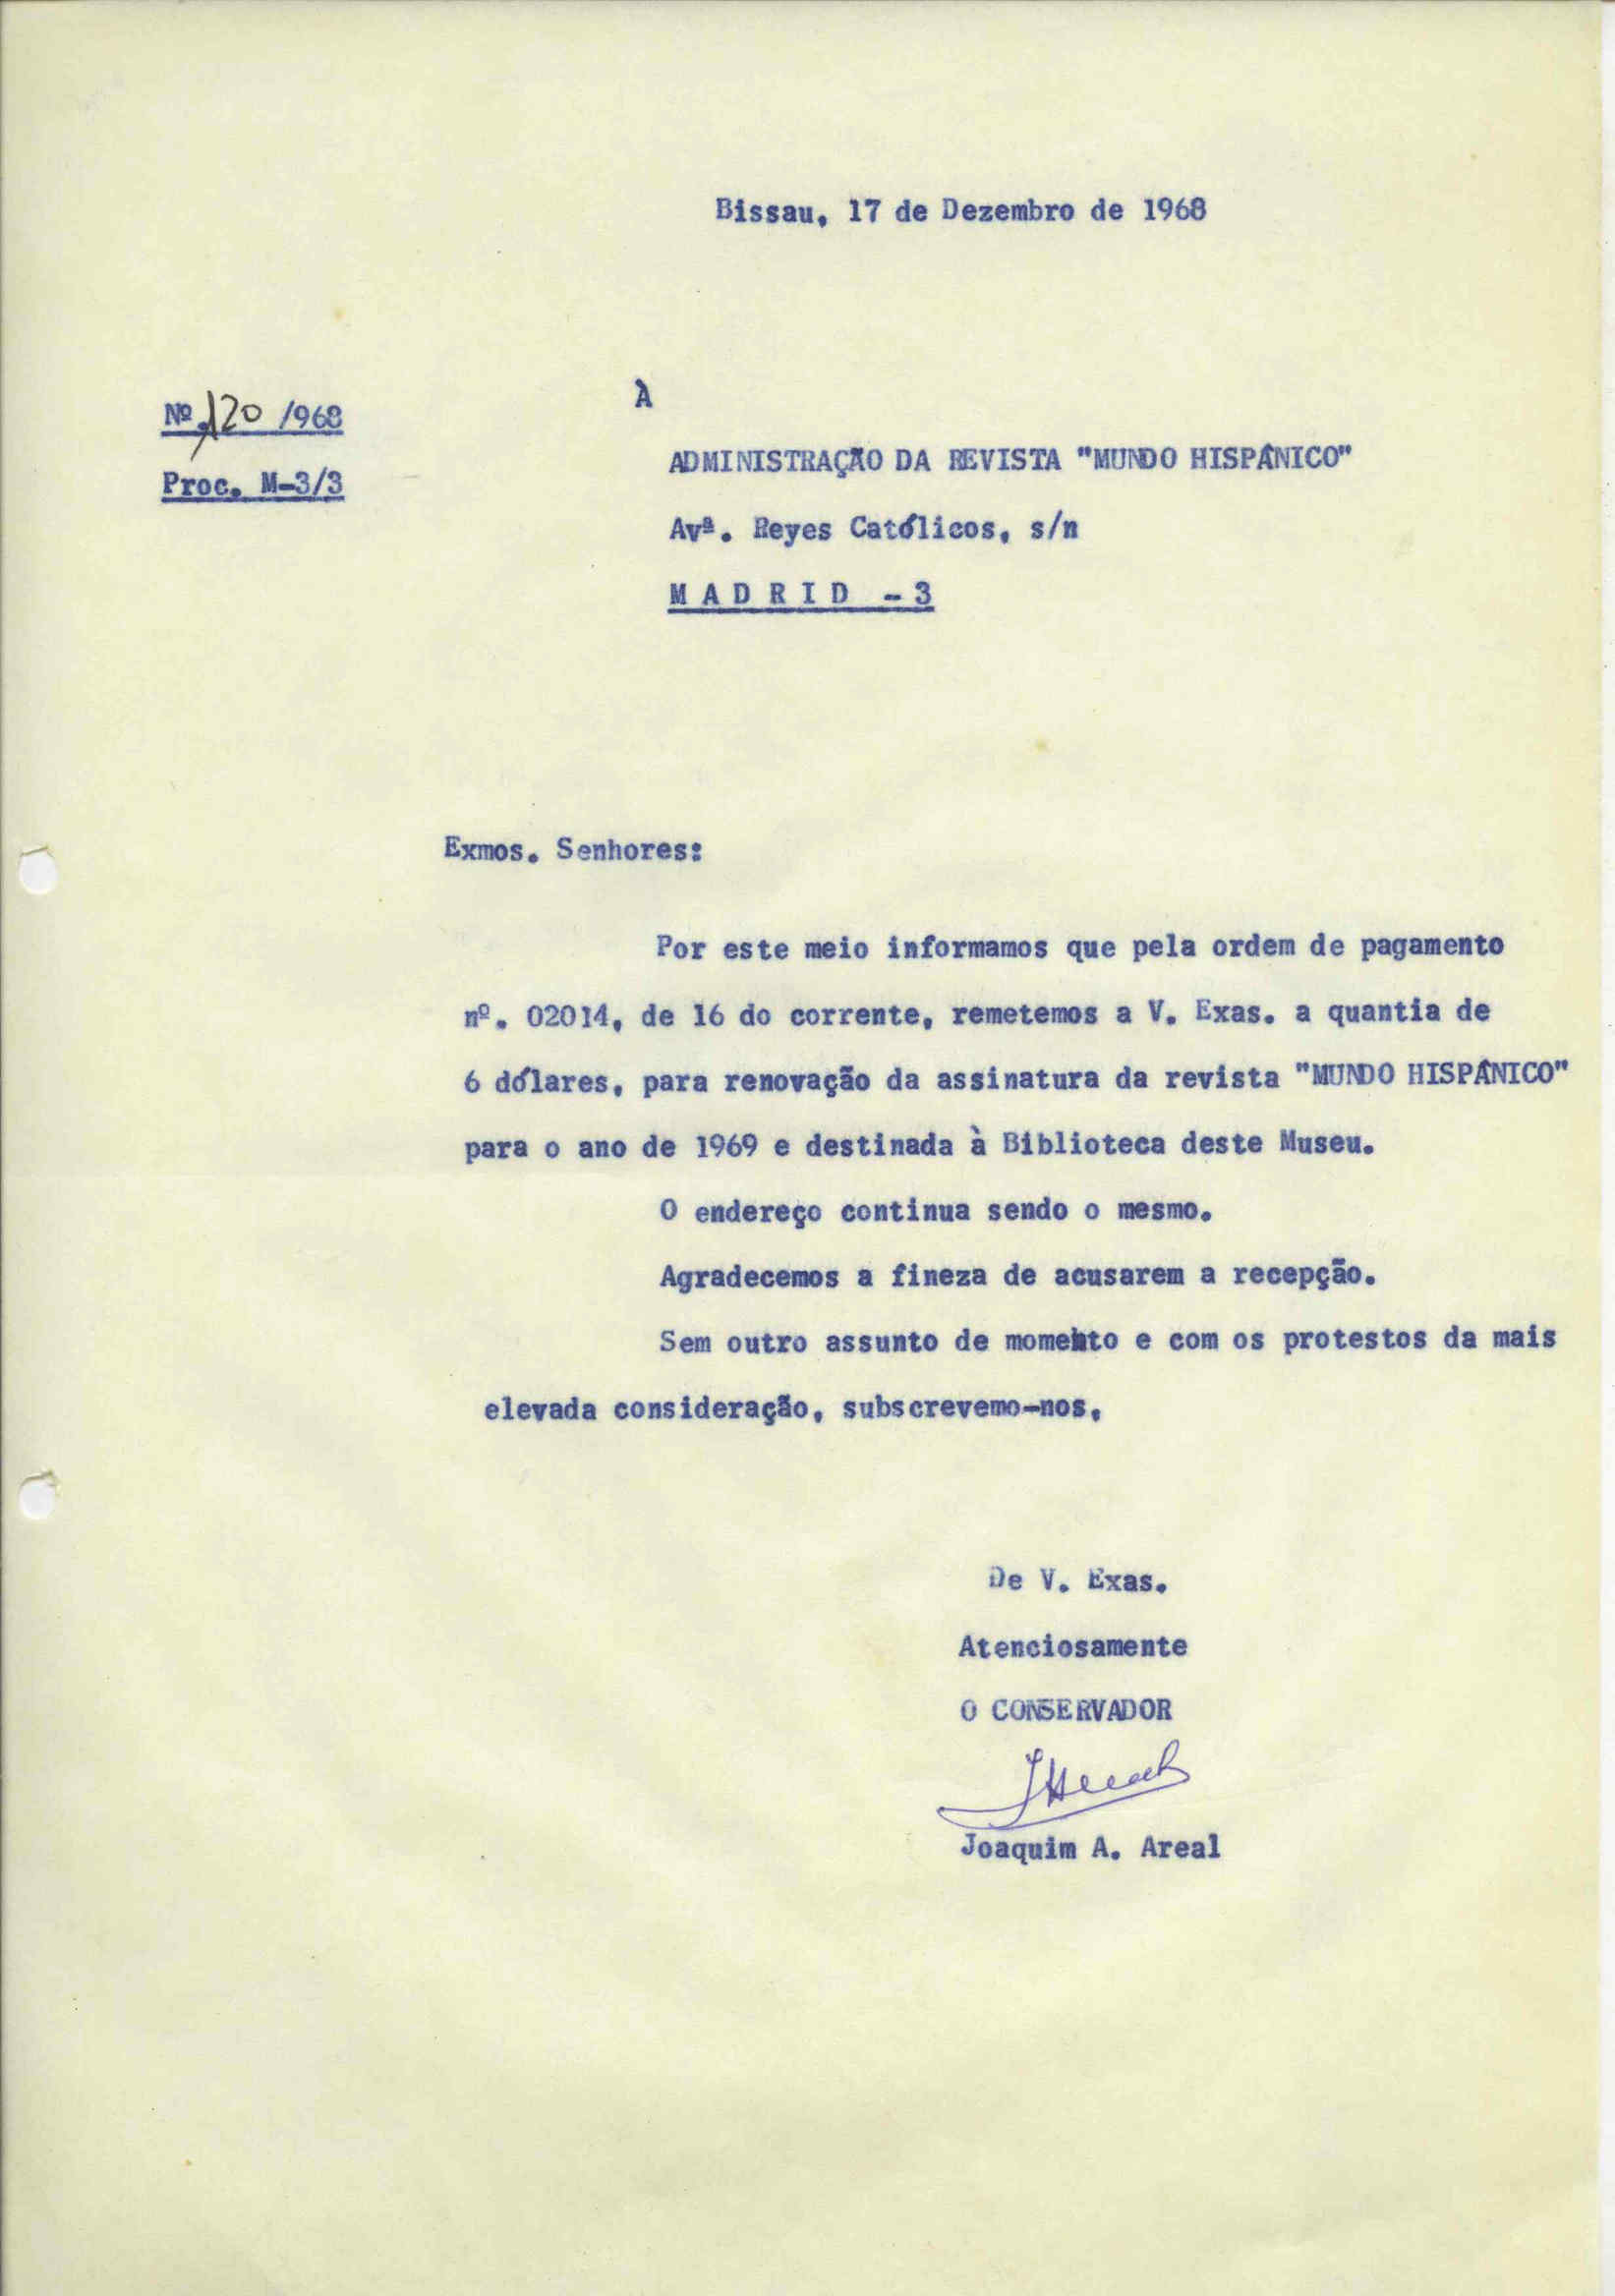 Bissau, 17 de Dezembro de 1968
Nº.120 /968
Proc. M-3/3
À
ADMINISTRAÇÃO DA REVISTA "MUNDO HISPÂNICO"
Avª. Reyes Católicos, s/n
M A D R I D - 3
Exmos. Senhores:
Por este meio informamos que pela ordem de pagamento
nº. 02014, de 16 do corrente, remetemos a V. Exas. a quantia de
6 dólares, para renovação da assinatura da revista "MUNDO HISPÂNICO"
para o ano de 1969 e destinada à Biblioteca deste Museu.
O endereço continua sendo o mesmo.
Agradecemos a fineza de acusarem a recepção.
Sem outro assunto de momento e com os protestos da mais
elevada consideração, subscrevemo-nos,
De V. Exas.
Atenciosamente
O CONSERVADOR
Joaquim A. Areal